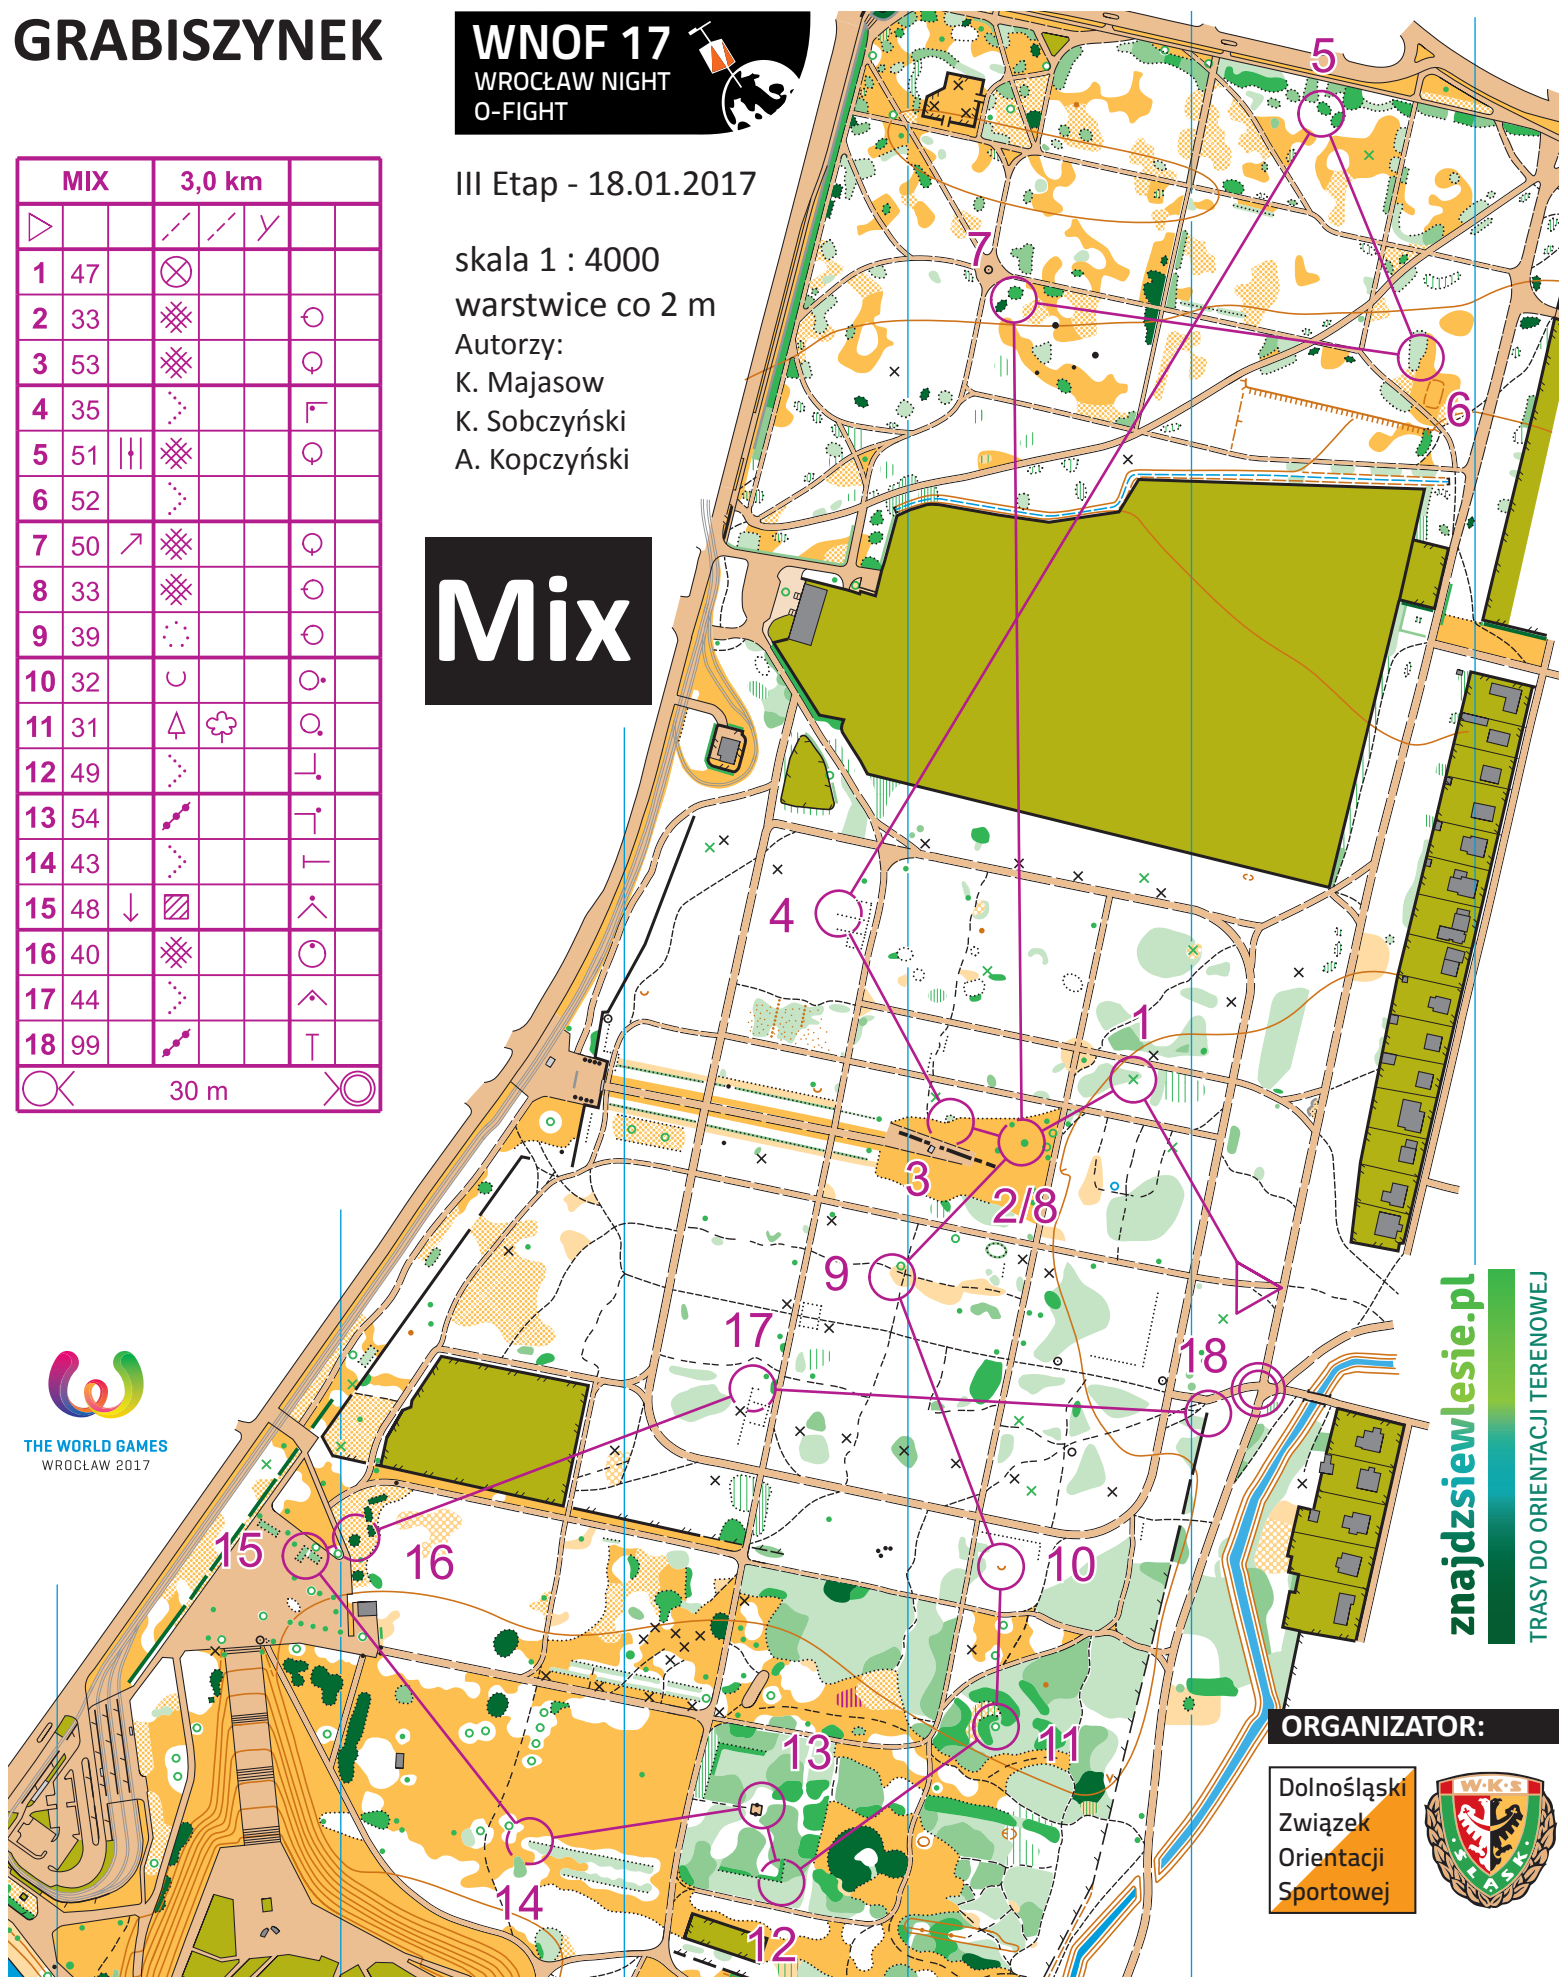 GRABISZYNEK
WNOF 17
WROCŁAW NIGHT
O-FIGHT
III Etap - 18.01.2017
skala 1 : 4000
warstwice co 2 m
Autorzy:
K. Majasow
K. Sobczyński
A. Kopczyński
Mix
MIX 3,0 km
1 47
2 33
3 53
4 35
5 51
6 52
7 50
8 33
9 39
10 32
11 31
12 49
13 54
14 43
15 48
16 40
17 44
18 99
30 m
5
7
6
4
1
3
2/8
9
17
18
15
16
10
13
11
14
12
THE WORLD GAMES
WROCŁAW 2017
znajdzsiewlesie.pl
TRASY DO ORIENTACJI TERENOWEJ
ORGANIZATOR:
Dolnośląski
Związek
Orientacji
Sportowej
W·K·S
ŚLĄSK